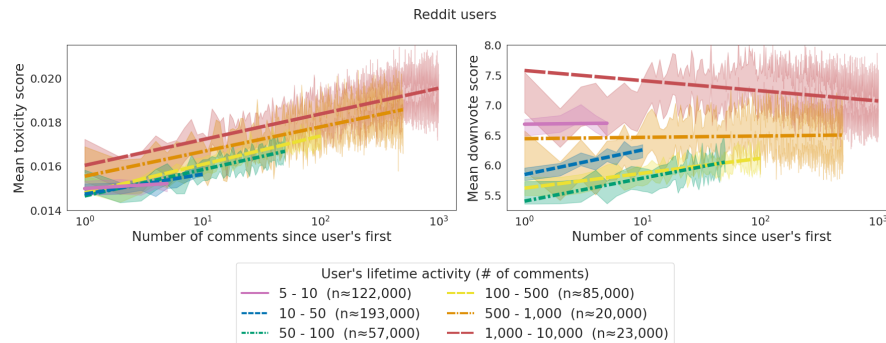 Reddit users
Mean toxicity score
0.020
0.018
0.016
0.014
10⁰ 10¹ 10² 10³
Number of comments since user's first
Mean downvote score
8.0
7.5
7.0
6.5
6.0
5.5
10⁰ 10¹ 10² 10³
Number of comments since user's first
User's lifetime activity (# of comments)
5 - 10 (n≈122,000)
10 - 50 (n≈193,000)
50 - 100 (n≈57,000)
100 - 500 (n≈85,000)
500 - 1,000 (n≈20,000)
1,000 - 10,000 (n≈23,000)